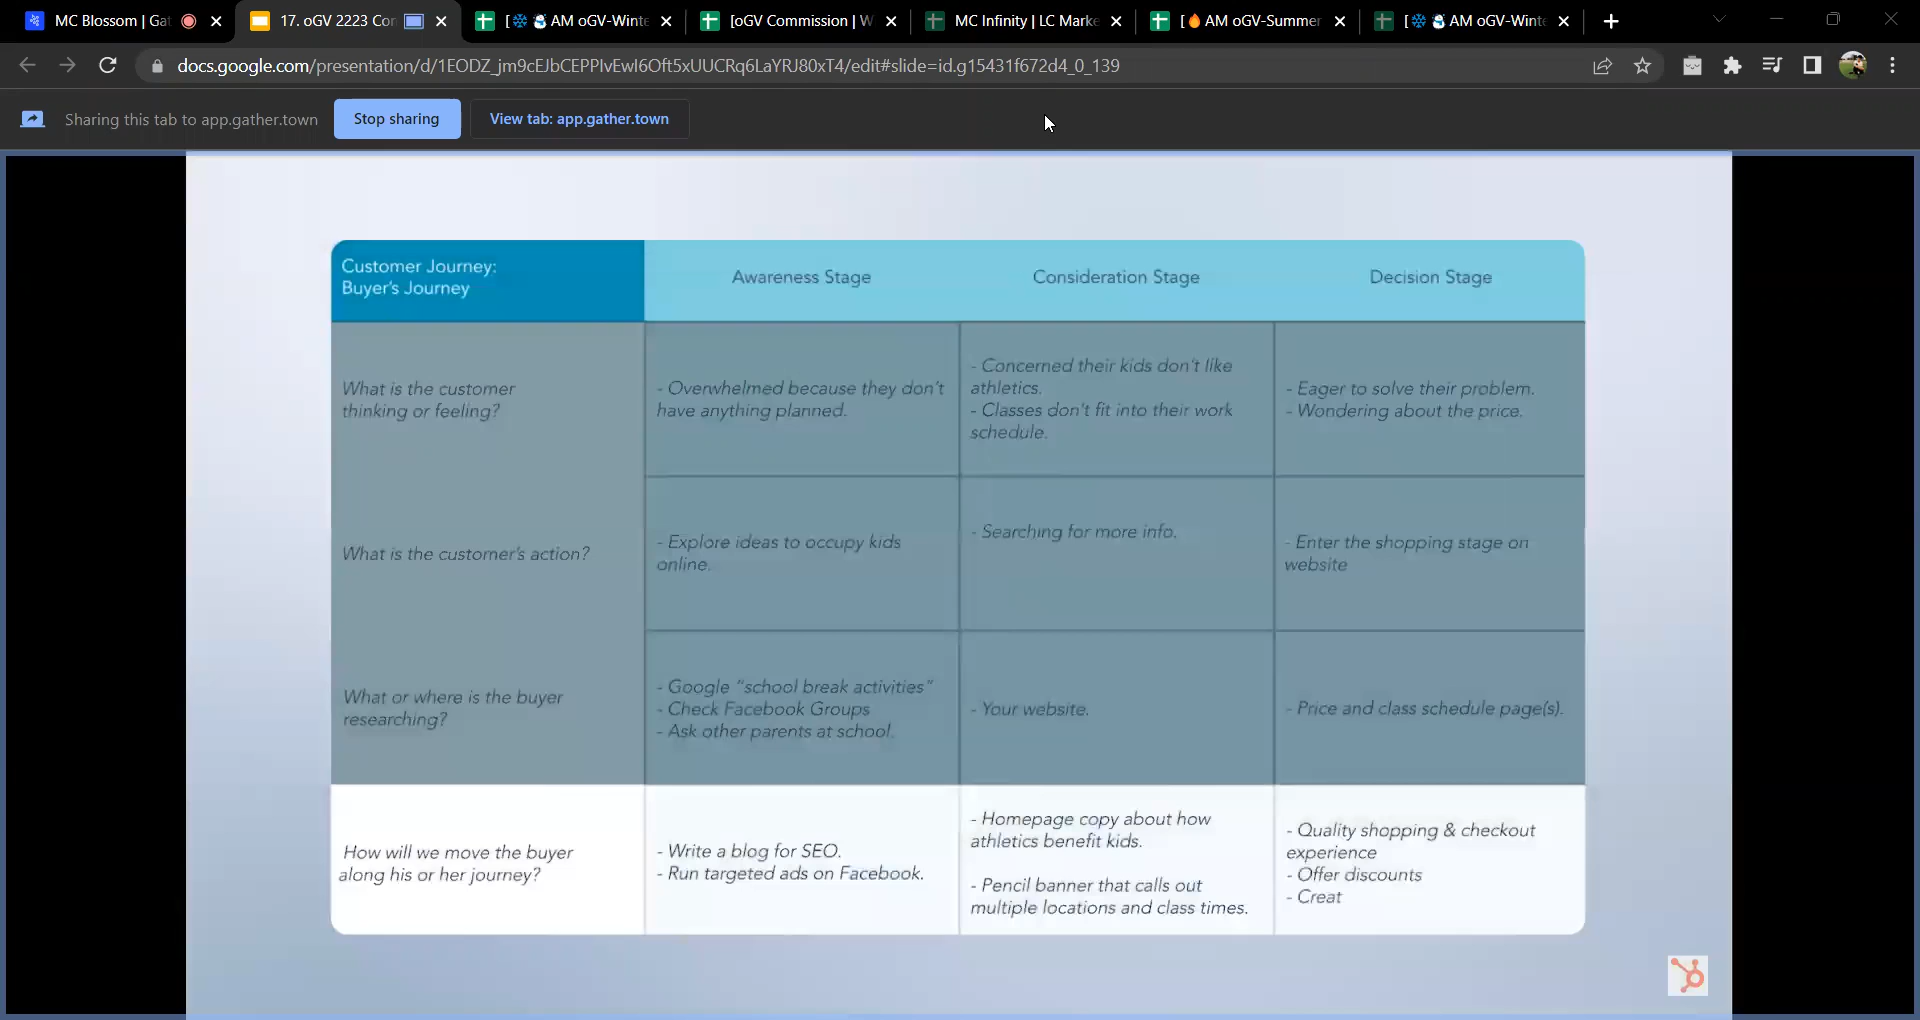 MC Blossom | Gat
17. oGV 2223 Con
[❄️⛄ AM oGV-Winte
[oGV Commission | W
MC Infinity | LC Marke
[🔥 AM oGV-Summer
[❄️⛄ AM oGV-Winte
docs.google.com/presentation/d/1EODZ_jm9cEJbCEPPIvEwI6Oft5xUUCRq6LaYRJ80xT4/edit#slide=id.g15431f672d4_0_139
Sharing this tab to app.gather.town
Stop sharing
View tab: app.gather.town
Customer Journey:
Buyer's Journey
Awareness Stage
Consideration Stage
Decision Stage
What is the customer
thinking or feeling?
- Overwhelmed because they don't
have anything planned.
- Concerned their kids don't like
athletics.
- Classes don't fit into their work
schedule.
- Eager to solve their problem.
- Wondering about the price.
What is the customer's action?
- Explore ideas to occupy kids
online.
- Searching for more info.
- Enter the shopping stage on
website
What or where is the buyer
researching?
- Google "school break activities"
- Check Facebook Groups
- Ask other parents at school.
- Your website.
- Price and class schedule page(s).
How will we move the buyer
along his or her journey?
- Write a blog for SEO.
- Run targeted ads on Facebook.
- Homepage copy about how
athletics benefit kids.
- Pencil banner that calls out
multiple locations and class times.
- Quality shopping & checkout
experience
- Offer discounts
- Creat